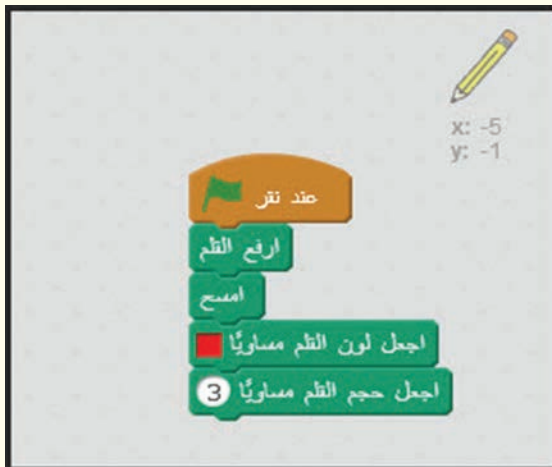 x: -5
y: -1
عند نقر
ارفع القلم
امسح
اجعل لون القلم مساويًا
اجعل حجم القلم مساويًا 3